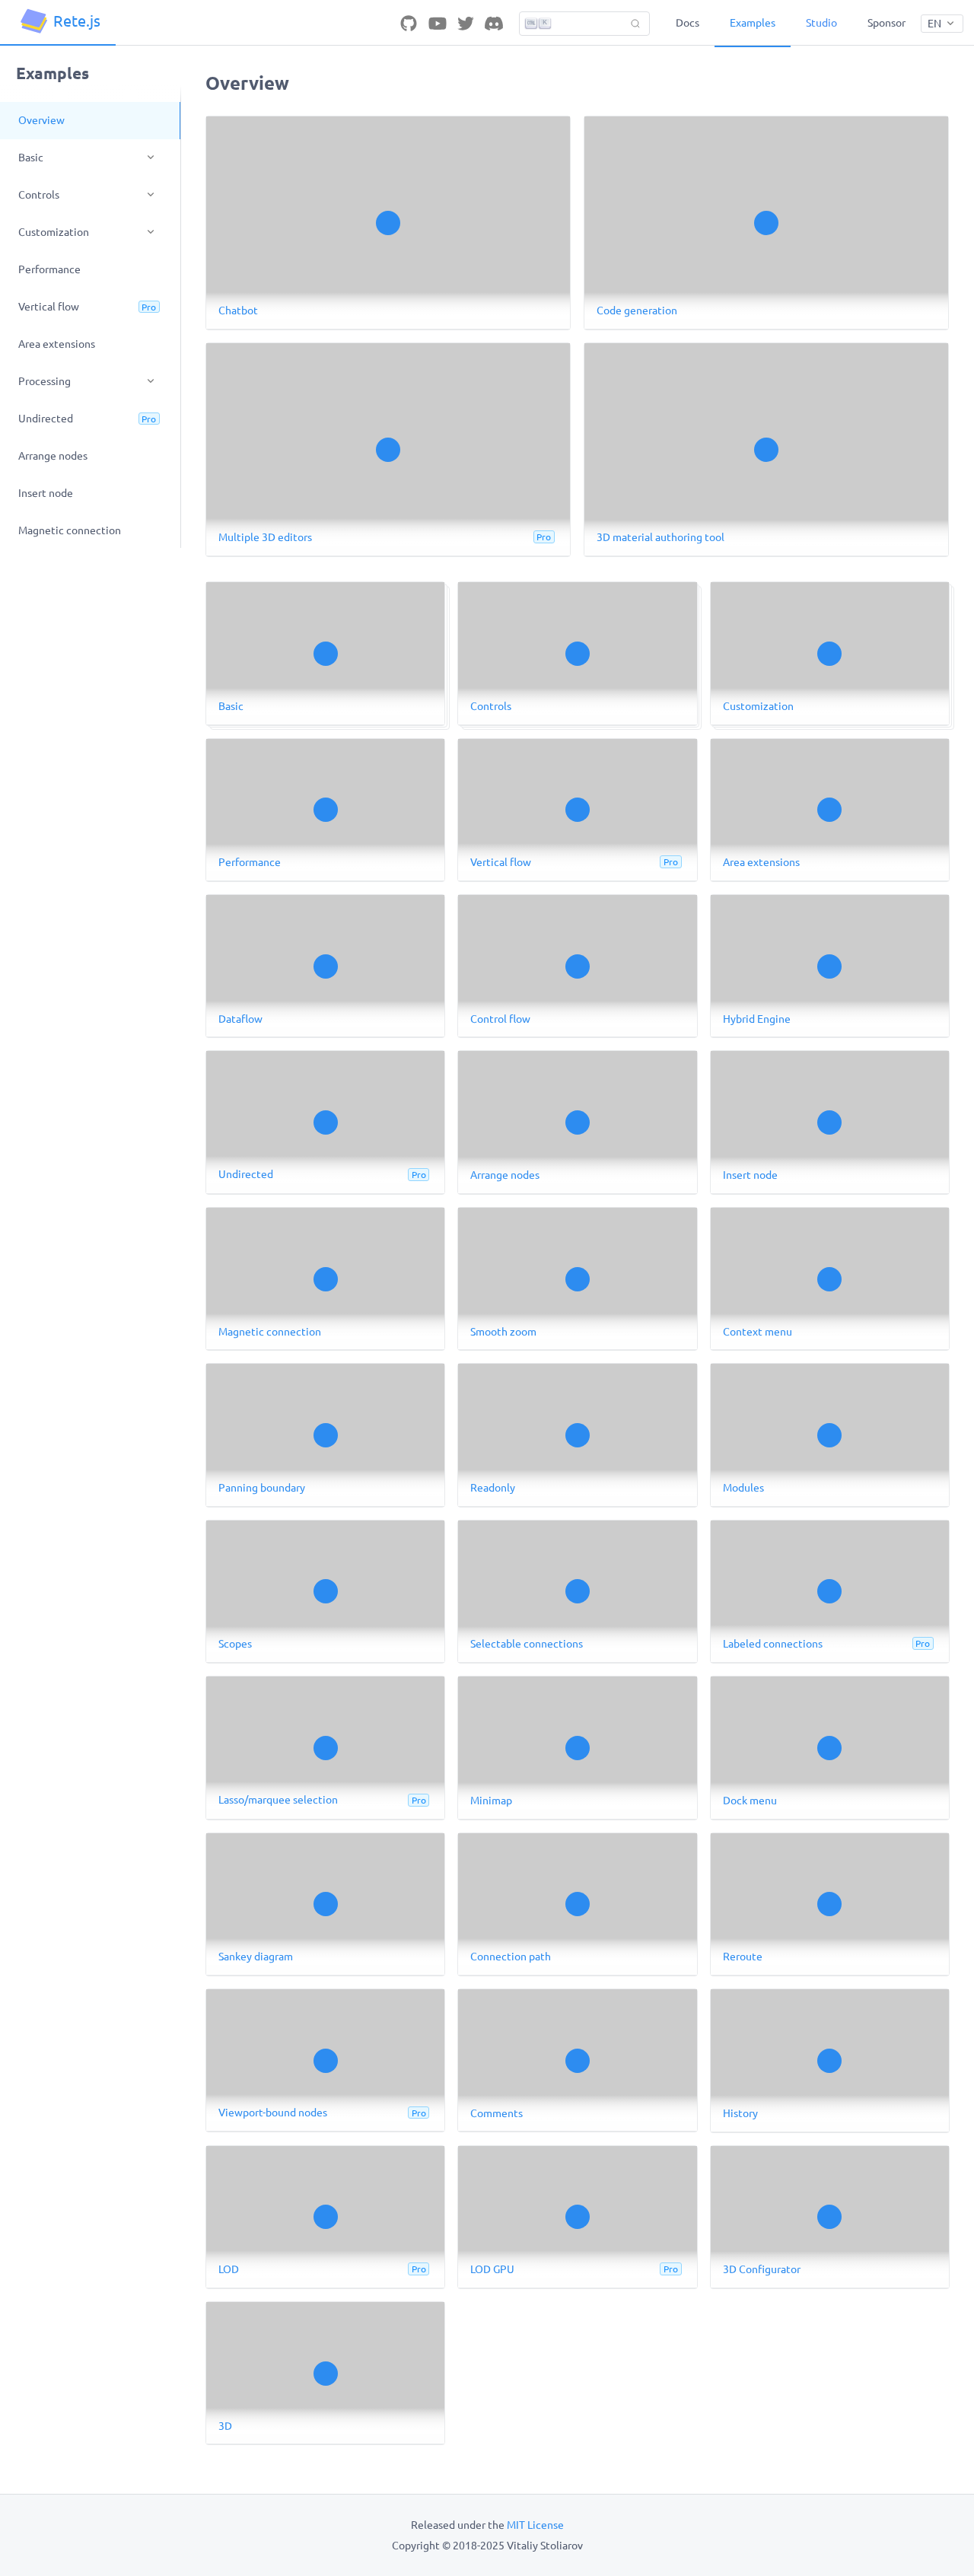 Rete.js
Docs
Examples
Studio
Sponsor
EN
Examples
Overview
Basic
Controls
Customization
Performance
Vertical flow Pro
Area extensions
Processing
Undirected Pro
Arrange nodes
Insert node
Magnetic connection
Overview
Chatbot
Code generation
Multiple 3D editors Pro
3D material authoring tool
Basic
Controls
Customization
Performance
Vertical flow Pro
Area extensions
Dataflow
Control flow
Hybrid Engine
Undirected Pro
Arrange nodes
Insert node
Magnetic connection
Smooth zoom
Context menu
Panning boundary
Readonly
Modules
Scopes
Selectable connections
Labeled connections Pro
Lasso/marquee selection Pro
Minimap
Dock menu
Sankey diagram
Connection path
Reroute
Viewport-bound nodes Pro
Comments
History
LOD Pro
LOD GPU Pro
3D Configurator
3D
Released under the MIT License
Copyright © 2018-2025 Vitaliy Stoliarov